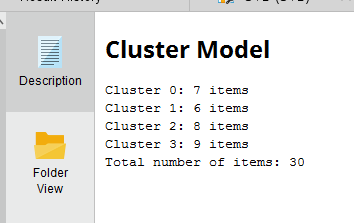 Cluster Model
Description
Cluster 0: 7 items
Cluster 1: 6 items
Cluster 2: 8 items
Cluster 3: 9 items
Total number of items: 30
Folder
View